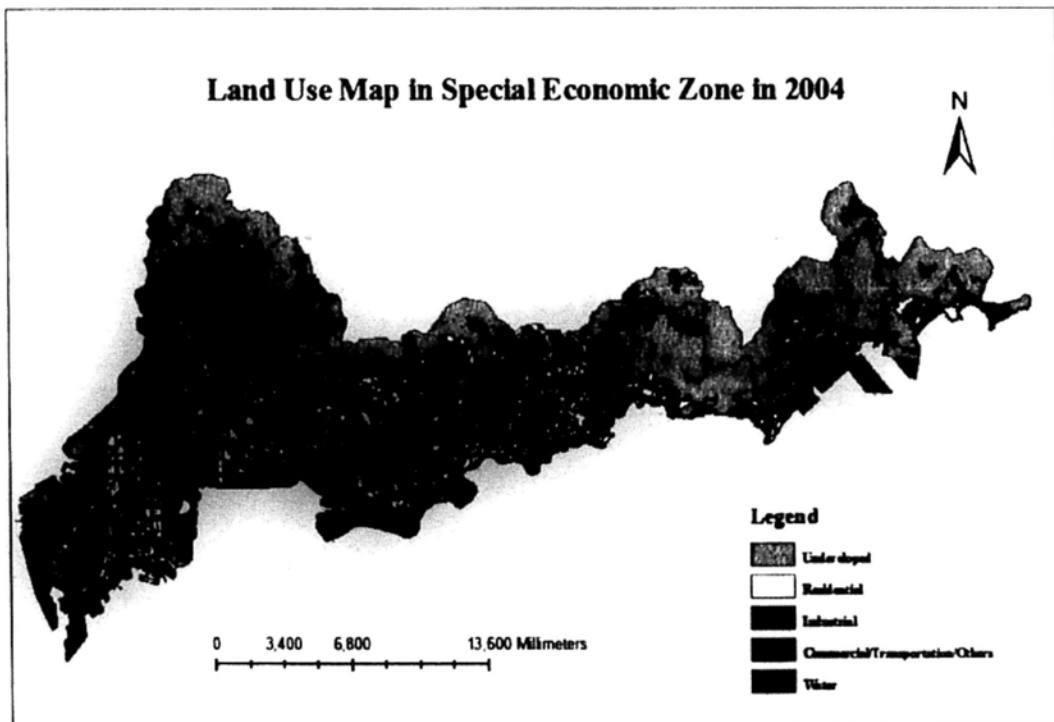 Land Use Map in Special Economic Zone in 2004
N
Legend
Residential
Industrial
Commercial/Transportation/Others
Water
0 3,400 6,800 13,600 Millimeters